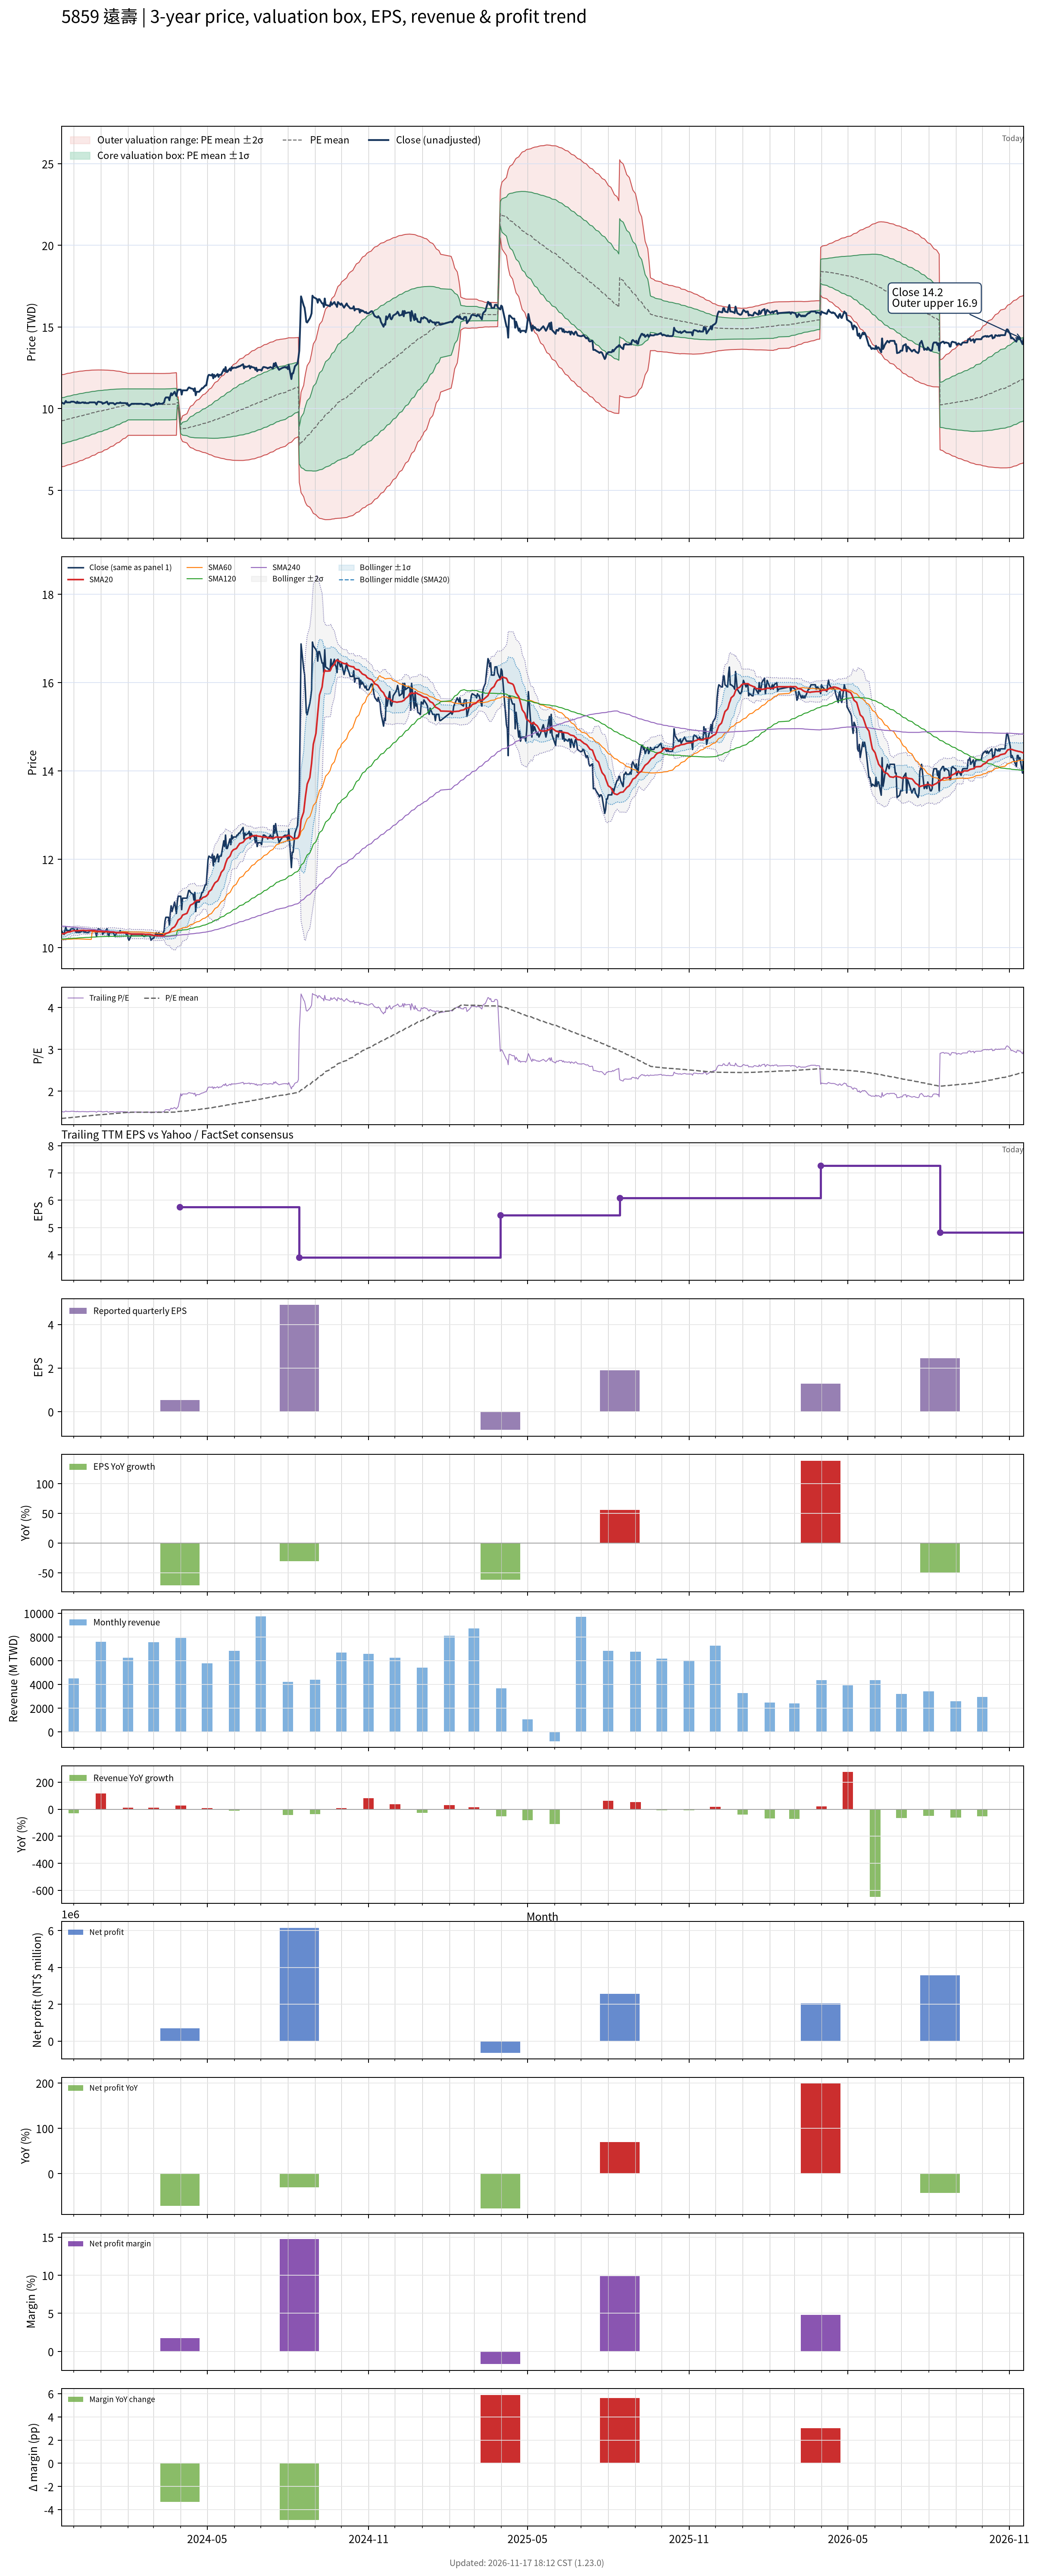 5859 遠壽 | 3-year price, valuation box, EPS, revenue & profit trend
Outer valuation range: PE mean ±2σ
Core valuation box: PE mean ±1σ
PE mean
Close (unadjusted)
Today
25
20
15
10
5
Price (TWD)
Close 14.2
Outer upper 16.9
Close (same as panel 1)
SMA20
SMA60
SMA120
SMA240
Bollinger ±2σ
Bollinger ±1σ
Bollinger middle (SMA20)
18
16
14
12
10
Price
Trailing P/E
P/E mean
4
3
2
P/E
Trailing TTM EPS vs Yahoo / FactSet consensus
Today
8
7
6
5
4
EPS
Reported quarterly EPS
4
2
0
EPS
EPS YoY growth
100
50
0
-50
YoY (%)
Monthly revenue
10000
8000
6000
4000
2000
0
Revenue (M TWD)
Revenue YoY growth
200
0
-200
-400
-600
YoY (%)
Month
1e6
Net profit
6
4
2
0
Net profit (NT$ million)
Net profit YoY
200
100
0
YoY (%)
Net profit margin
15
10
5
0
Margin (%)
Margin YoY change
6
4
2
0
-2
-4
Δ margin (pp)
2024-05
2024-11
2025-05
2025-11
2026-05
2026-11
Updated: 2026-11-17 18:12 CST (1.23.0)